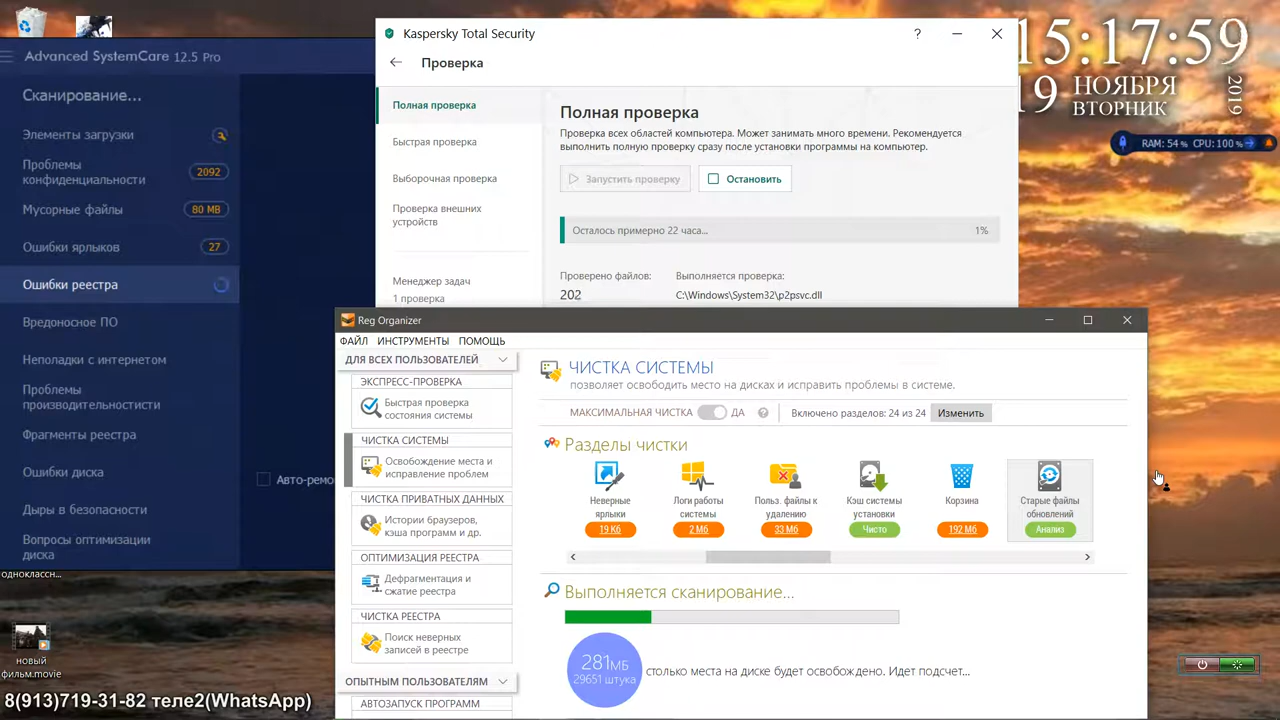 Advanced SystemCare 12.5 Pro
Сканирование...
Элементы загрузки
Проблемы
конфиденциальности
2092
Мусорные файлы
80 MB
Ошибки ярлыков
27
Ошибки реестра
Вредоносное ПО
Неполадки с интернетом
Проблемы
производительностисти
Фрагменты реестра
Ошибки диска
Дыры в безопасности
Вопросы оптимизации
диска
Авто-ремо
однокласcн...
новый
фильм.movie
8(913)719-31-82 теле2(WhatsApp)
Kaspersky Total Security
?
Проверка
Полная проверка
Быстрая проверка
Выборочная проверка
Проверка внешних
устройств
Менеджер задач
1 проверка
Полная проверка
Проверка всех областей компьютера. Может занимать много времени. Рекомендуется
выполнить полную проверку сразу после установки программы на компьютер.
Запустить проверку
Остановить
Осталось примерно 22 часа...
1%
Проверено файлов:
202
Выполняется проверка:
C:\Windows\System32\p2psvc.dll
15:17:59
19
НОЯБРЯ
ВТОРНИК
2019
RAM: 54 % CPU: 100 %
Reg Organizer
ФАЙЛ ИНСТРУМЕНТЫ ПОМОЩЬ
ДЛЯ ВСЕХ ПОЛЬЗОВАТЕЛЕЙ
ЭКСПРЕСС-ПРОВЕРКА
Быстрая проверка
состояния системы
ЧИСТКА СИСТЕМЫ
Освобождение места и
исправление проблем
ЧИСТКА ПРИВАТНЫХ ДАННЫХ
Истории браузеров,
кэша программ и др.
ОПТИМИЗАЦИЯ РЕЕСТРА
Дефрагментация и
сжатие реестра
ЧИСТКА РЕЕСТРА
Поиск неверных
записей в реестре
ОПЫТНЫМ ПОЛЬЗОВАТЕЛЯМ
АВТОЗАПУСК ПРОГРАММ
ЧИСТКА СИСТЕМЫ
позволяет освободить место на дисках и исправить проблемы в системе.
МАКСИМАЛЬНАЯ ЧИСТКА ДА ? Включено разделов: 24 из 24 Изменить
Разделы чистки
Неверные
ярлыки
19 Кб
Логи работы
системы
2 Мб
Польз. файлы к
удалению
33 Мб
Кэш системы
установки
Чисто
Корзина
192 Мб
Старые файлы
обновлений
Анализ
Выполняется сканирование...
281МБ
29651 штука
столько места на диске будет освобождено. Идет подсчет...